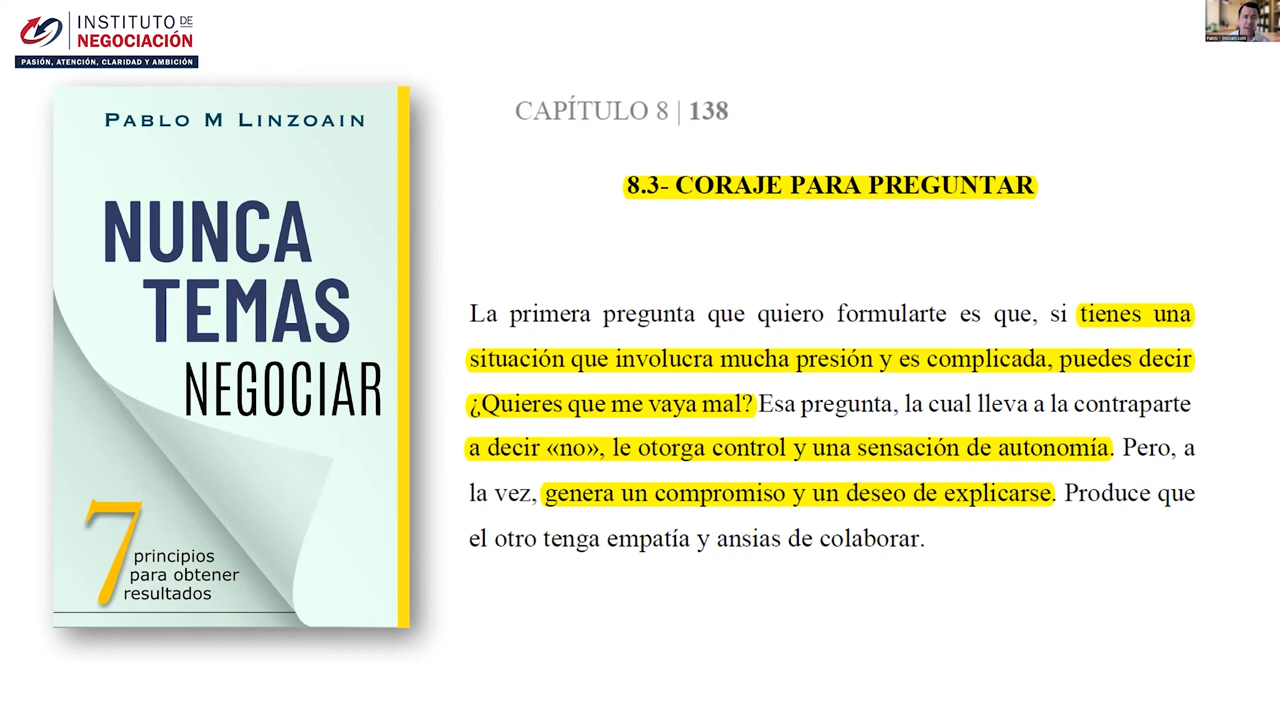 INSTITUTO DE
NEGOCIACIÓN
PASIÓN, ATENCIÓN, CLARIDAD Y AMBICIÓN
PABLO M LINZOAIN
NUNCA
TEMAS
NEGOCIAR
7 principios
para obtener
resultados
CAPÍTULO 8 | 138
8.3- CORAJE PARA PREGUNTAR
La primera pregunta que quiero formularte es que, si tienes una
situación que involucra mucha presión y es complicada, puedes decir
¿Quieres que me vaya mal? Esa pregunta, la cual lleva a la contraparte
a decir «no», le otorga control y una sensación de autonomía. Pero, a
la vez, genera un compromiso y un deseo de explicarse. Produce que
el otro tenga empatía y ansias de colaborar.